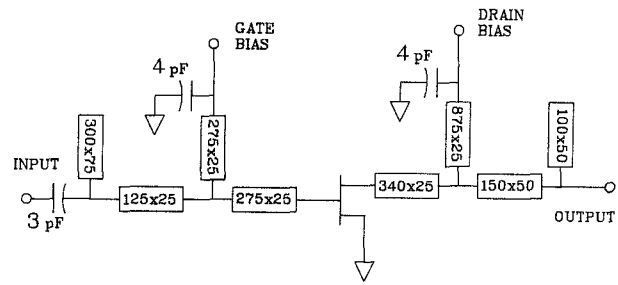 GATE
BIAS
DRAIN
BIAS
4 pF
4 pF
300x75
275x25
875x25
100x50
INPUT
125x25
275x25
340x25
150x50
3 pF
OUTPUT